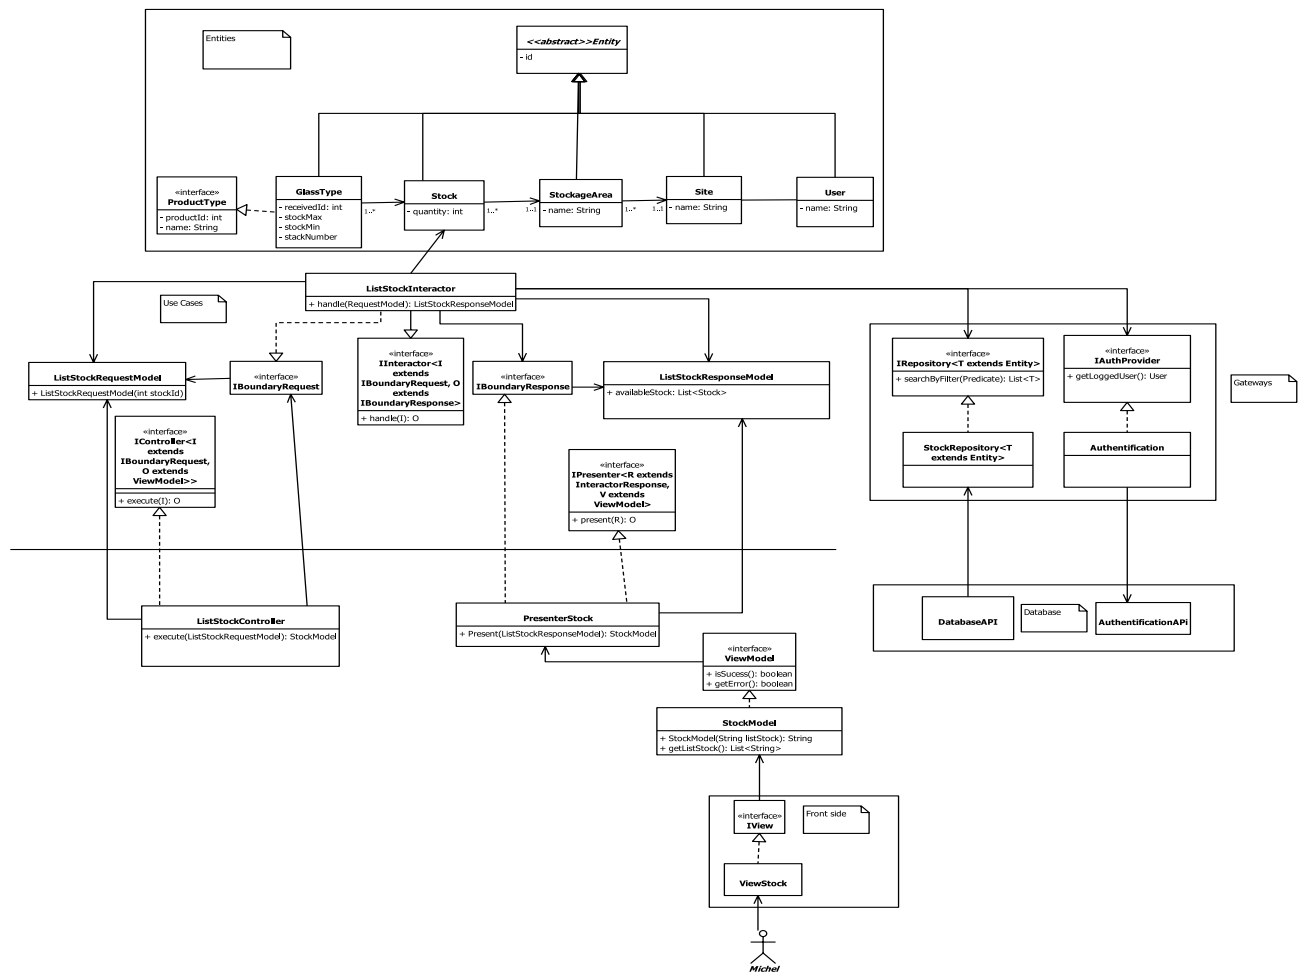 Entities
<<abstract>>Entity
- id
«interface»
ProductType
- productId: int
- name: String
GlassType
- receivedId: int
- stockMax
- stockMin
- stackNumber
1..*
Stock
- quantity: int
1..*
1..1
StockageArea
- name: String
1..*
1..1
Site
- name: String
User
- name: String
ListStockInteractor
+ handle(RequestModel): ListStockResponseModel
Use Cases
ListStockRequestModel
+ ListStockRequestModel(int stockId)
«interface»
IBoundaryRequest
«interface»
IInteractor<I
extends
IBoundaryRequest, O
extends
IBoundaryResponse>
+ handle(I): O
«interface»
IBoundaryResponse
ListStockResponseModel
+ availableStock: List<Stock>
«interface»
IRepository<T extends Entity>
+ searchByFilter(Predicate): List<T>
«interface»
IAuthProvider
+ getLoggedUser(): User
Gateways
«interface»
IController<I
extends
IBoundaryRequest,
O extends
ViewModel>>
+ execute(I): O
«interface»
IPresenter<R extends
InteractorResponse,
V extends
ViewModel>
+ present(R): O
StockRepository<T
extends Entity>
Authentification
ListStockController
+ execute(ListStockRequestModel): StockModel
PresenterStock
+ Present(ListStockResponseModel): StockModel
DatabaseAPI
Database
AuthentificationAPi
«interface»
ViewModel
+ isSucess(): boolean
+ getError(): boolean
StockModel
+ StockModel(String listStock): String
+ getListStock(): List<String>
«interface»
IView
Front side
ViewStock
Michel